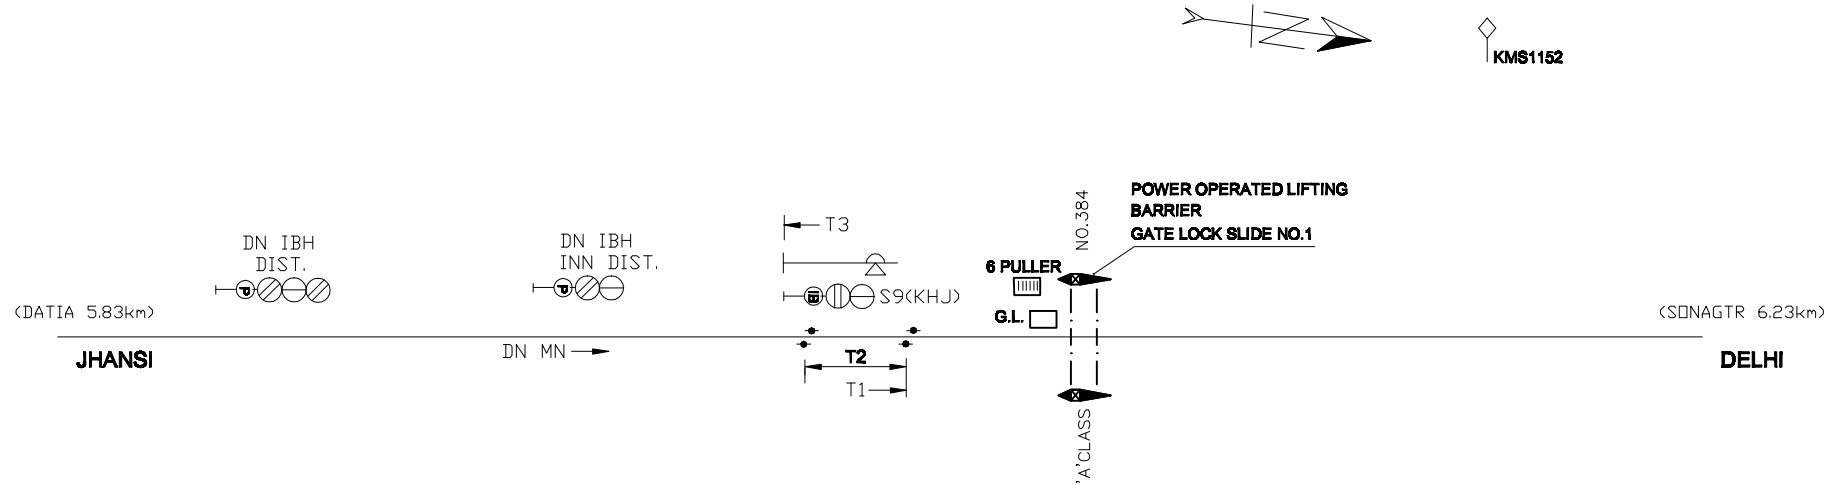 KMS1152
POWER OPERATED LIFTING
BARRIER
GATE LOCK SLIDE NO.1
NO.384
T3
DN IBH
DIST.
DN IBH
INN DIST.
6 PULLER
P
P
IB
S9(KHJ)
G.L.
(DATIA 5.83km)
(SONAGTR 6.23km)
JHANSI
DN MN
T2
DELHI
T1
'A'CLASS